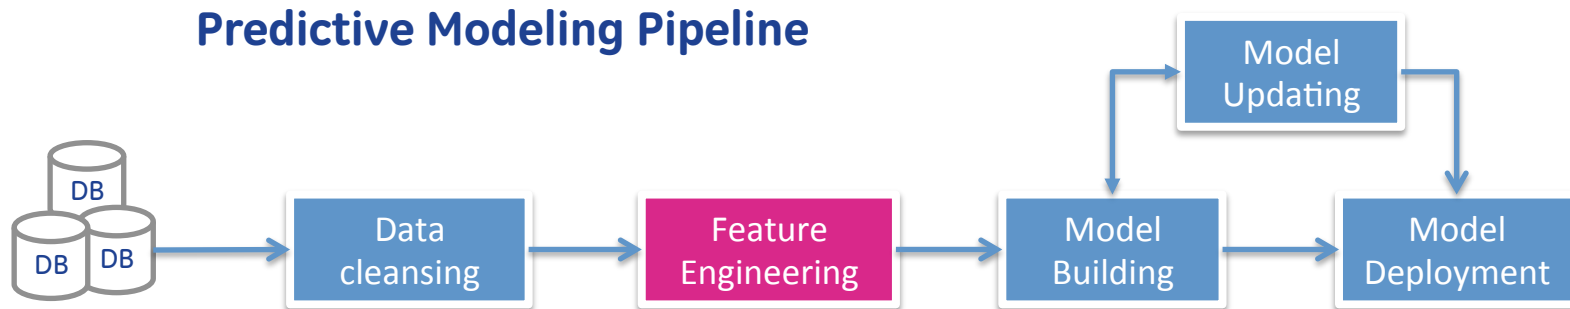 Predictive Modeling Pipeline
Model
Updating
DB
DB
DB
Data
cleansing
Feature
Engineering
Model
Building
Model
Deployment